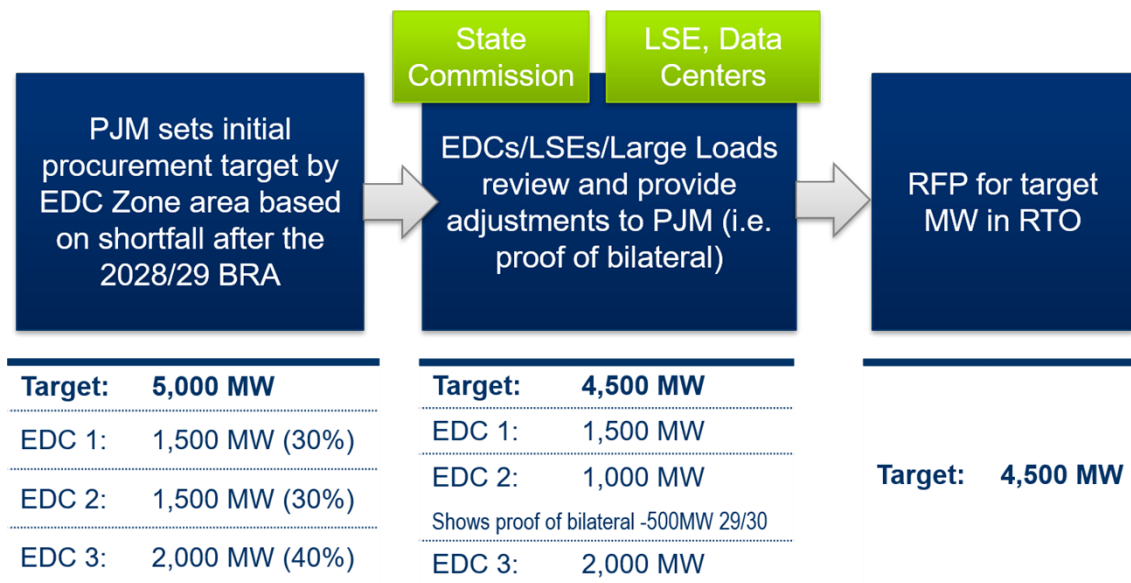 State
Commission
LSE, Data
Centers
PJM sets initial
procurement target by
EDC Zone area based
on shortfall after the
2028/29 BRA
EDCs/LSEs/Large Loads
review and provide
adjustments to PJM (i.e.
proof of bilateral)
RFP for target
MW in RTO
Target: 5,000 MW
EDC 1: 1,500 MW (30%)
EDC 2: 1,500 MW (30%)
EDC 3: 2,000 MW (40%)
Target: 4,500 MW
EDC 1: 1,500 MW
EDC 2: 1,000 MW
Shows proof of bilateral -500MW 29/30
EDC 3: 2,000 MW
Target: 4,500 MW